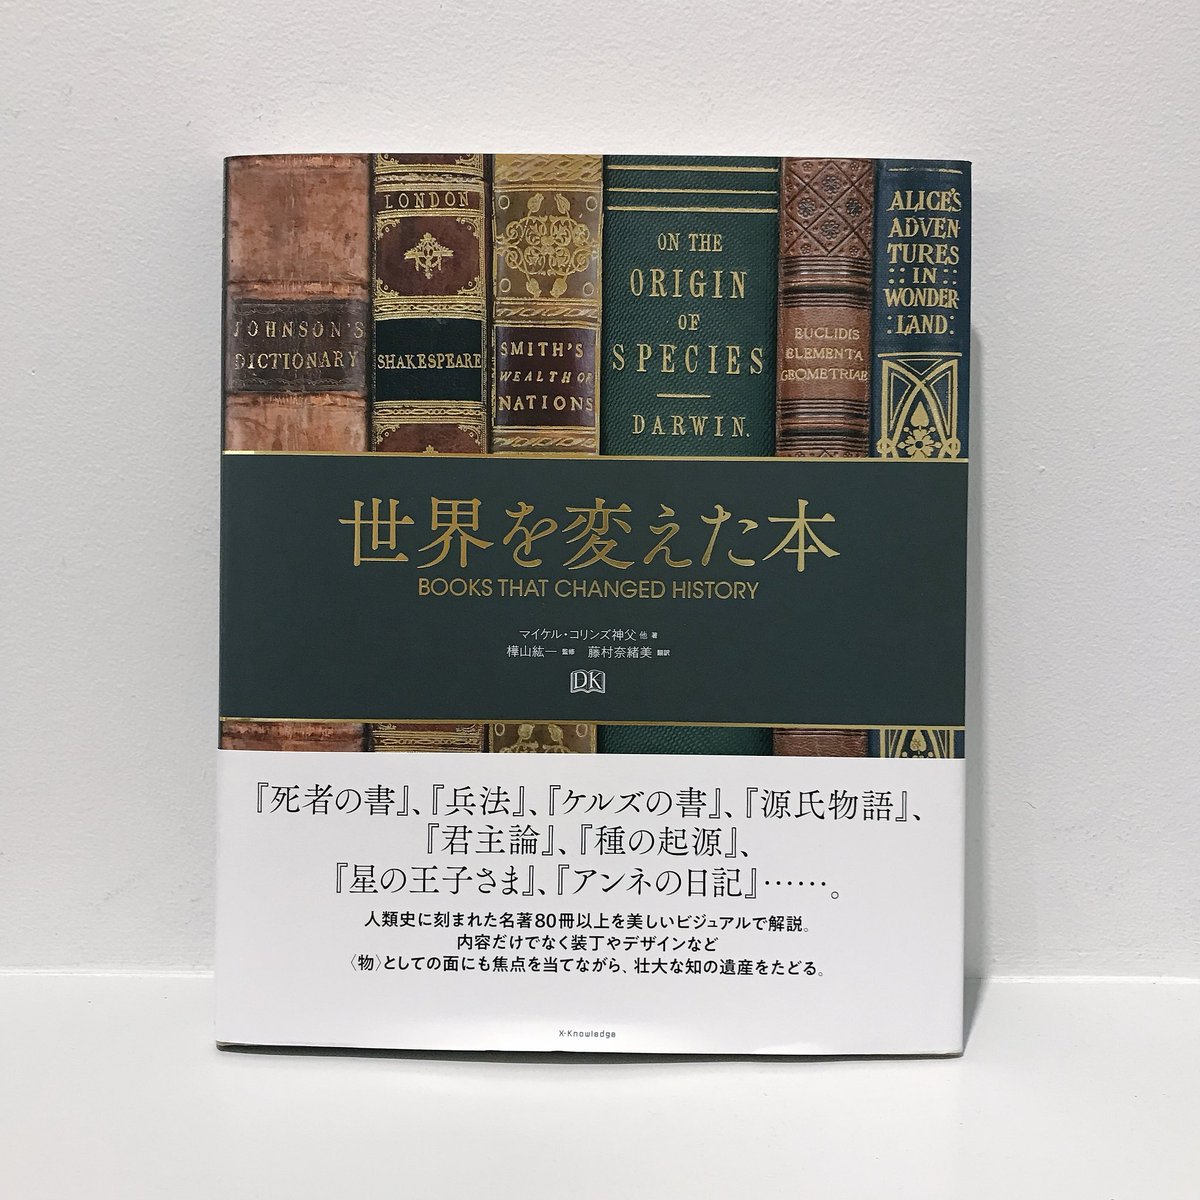 JOHNSON'S
DICTIONARY
LONDON
SHAKESPEARE
SMITH'S
WEALTH OF
NATIONS
ON THE
ORIGIN
OF
SPECIES
DARWIN.
EUCLIDIS
ELEMENTA
GEOMETRIAE
ALICE'S
ADVEN-
TURES
IN
WONDER-
LAND:
世界を変えた本
BOOKS THAT CHANGED HISTORY
マイケル・コリンズ神父 他 著
樺山紘一 監修 藤村奈緒美 翻訳
DK
『死者の書』、『兵法』、『ケルズの書』、『源氏物語』、
『君主論』、『種の起源』、
『星の王子さま』、『アンネの日記』……。
人類史に刻まれた名著80冊以上を美しいビジュアルで解説。
内容だけでなく装丁やデザインなど
〈物〉としての面にも焦点を当てながら、壮大な知の遺産をたどる。
X-Knowledge